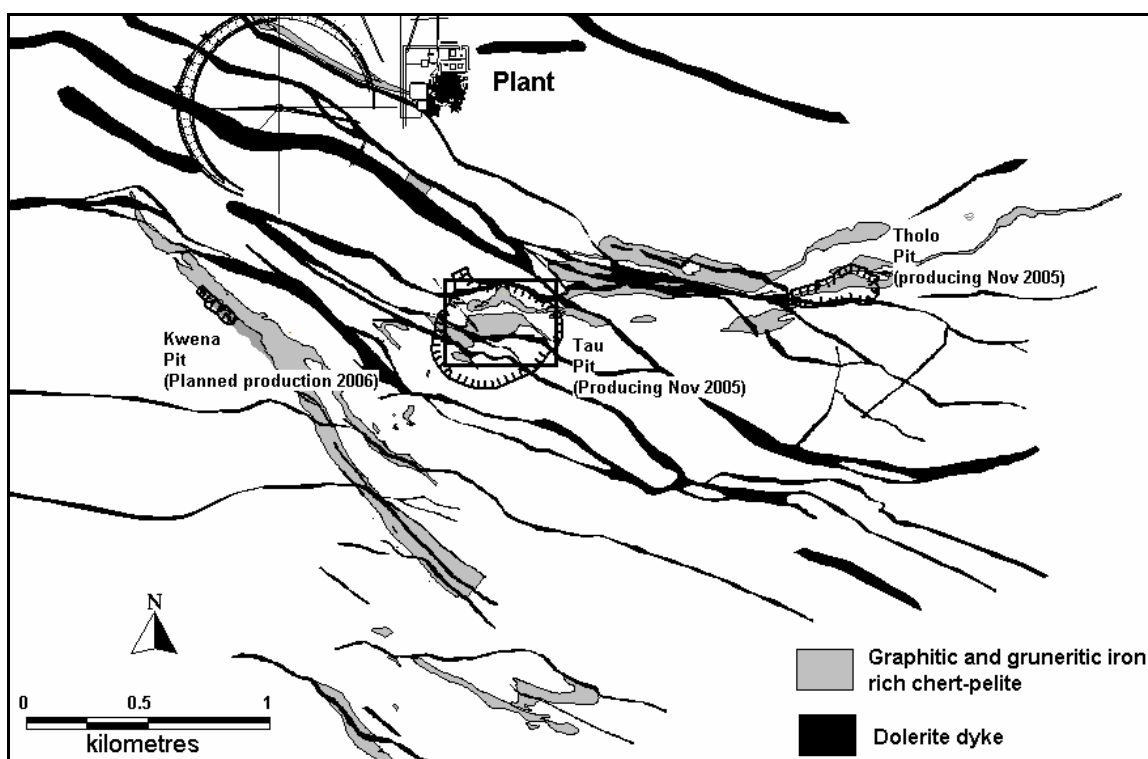 Plant
Tholo
Pit
(producing Nov 2005)
Kwena
Pit
(Planned production 2006)
Tau
Pit
(Producing Nov 2005)
N
0 0.5 1
kilometres
Graphitic and gruneritic iron
rich chert-pelite
Dolerite dyke